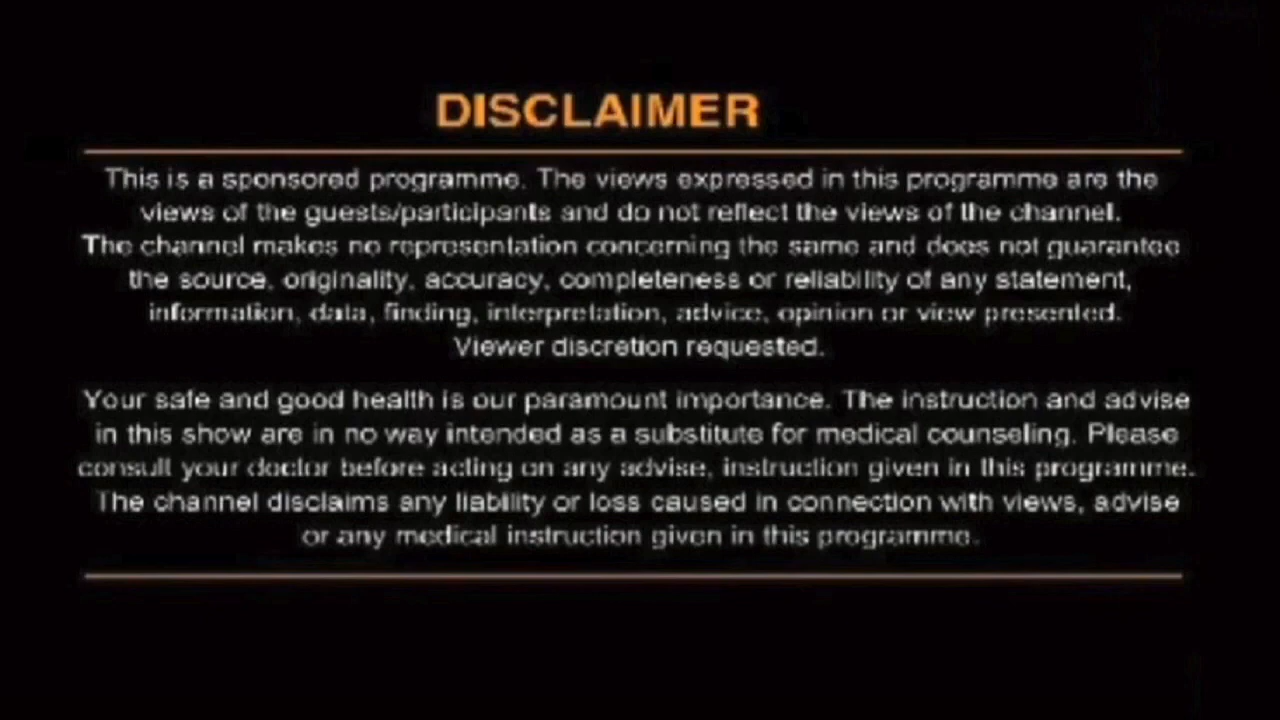 DISCLAIMER
This is a sponsored programme. The views expressed in this programme are the
views of the guests/participants and do not reflect the views of the channel.
The channel makes no representation concerning the same and does not guarantee
the source, originality, accuracy, completeness or reliability of any statement,
information, data, finding, interpretation, advice, opinion or view presented.
Viewer discretion requested.
Your safe and good health is our paramount importance. The instruction and advise
in this show are in no way intended as a substitute for medical counseling. Please
consult your doctor before acting on any advise, instruction given in this programme.
The channel disclaims any liability or loss caused in connection with views, advise
or any medical instruction given in this programme.